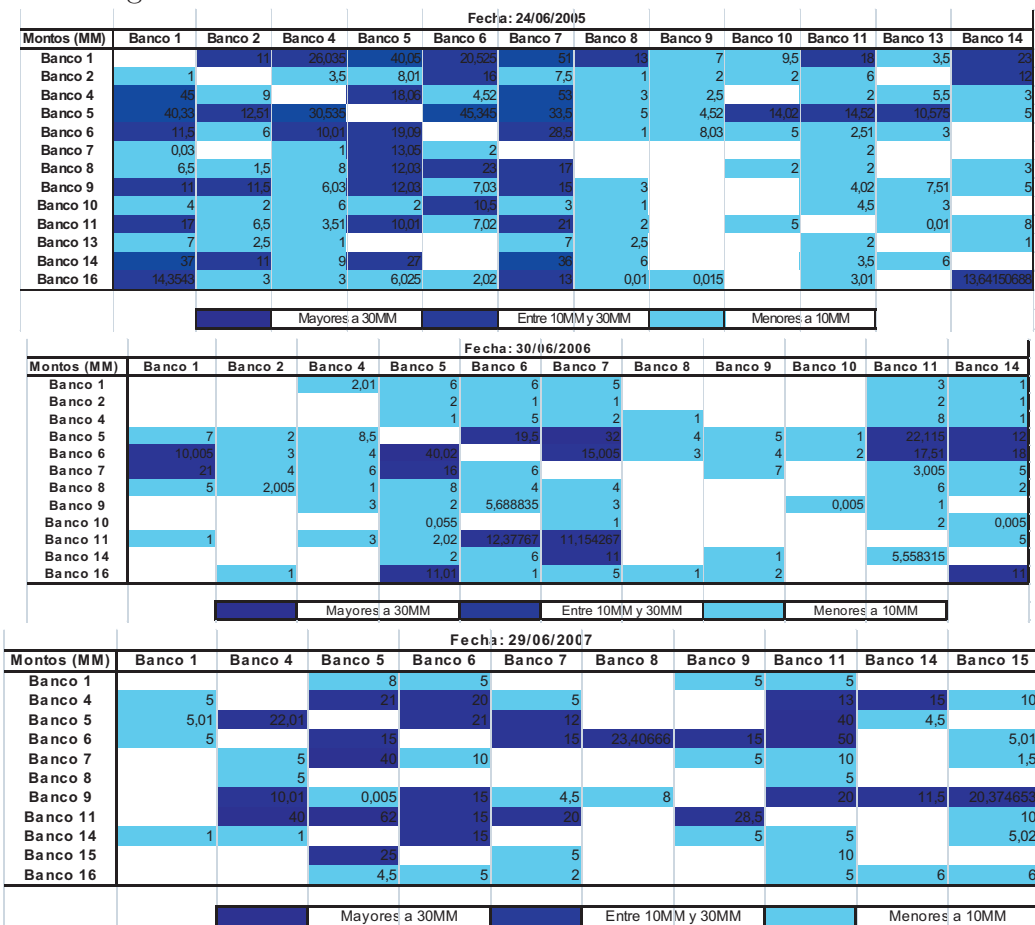 Fecha: 24/06/2005
Montos (MM) Banco 1 Banco 2 Banco 4 Banco 5 Banco 6 Banco 7 Banco 8 Banco 9 Banco 10 Banco 11 Banco 13 Banco 14
Banco 1 11 26,035 40,05 20,525 51 13 7 9,5 18 3,5 23
Banco 2 1 3,5 8,01 16 7,5 1 2 2 6 12
Banco 4 45 9 18,06 4,52 53 3 2,5 2 5,5 3
Banco 5 40,33 12,51 30,535 45,345 33,5 5 4,52 14,02 14,52 10,575 5
Banco 6 11,5 6 10,01 19,09 28,5 1 8,03 5 2,51 3
Banco 7 0,03 1 13,05 2 2
Banco 8 6,5 1,5 8 12,03 23 17 2 2 3
Banco 9 11 11,5 6,03 12,03 7,03 15 3 4,02 7,51 5
Banco 10 4 2 6 2 10,5 3 1 4,5 3
Banco 11 17 6,5 3,51 10,01 7,02 21 2 5 0,01 8
Banco 13 7 2,5 1 7 2,5 2 1
Banco 14 37 11 9 27 36 6 3,5 6
Banco 16 14,3543 3 3 6,025 2,02 13 0,01 0,015 3,01 13,64150688
Mayores a 30MM Entre 10MM y 30MM Menores a 10MM
Fecha: 30/06/2006
Montos (MM) Banco 1 Banco 2 Banco 4 Banco 5 Banco 6 Banco 7 Banco 8 Banco 9 Banco 10 Banco 11 Banco 14
Banco 1 2,01 6 6 5 3 1
Banco 2 2 1 1 2 1
Banco 4 1 5 2 1 8 1
Banco 5 7 2 8,5 19,5 32 4 5 1 22,115 12
Banco 6 10,005 3 4 40,02 15,005 3 4 2 17,51 18
Banco 7 21 4 6 16 6 7 3,005 5
Banco 8 5 2,005 1 8 4 4 6 2
Banco 9 3 2 5,688835 3 0,005 1
Banco 10 0,055 1 2 0,005
Banco 11 1 3 2,02 12,37767 11,154267 5
Banco 14 2 6 11 1 5,558315
Banco 16 1 11,01 1 5 1 2 11
Mayores a 30MM Entre 10MM y 30MM Menores a 10MM
Fecha: 29/06/2007
Montos (MM) Banco 1 Banco 4 Banco 5 Banco 6 Banco 7 Banco 8 Banco 9 Banco 11 Banco 14 Banco 15
Banco 1 8 5 5 5
Banco 4 5 21 20 5 13 15 10
Banco 5 5,01 22,01 21 12 40 4,5
Banco 6 5 15 15 23,40666 15 50 5,01
Banco 7 5 40 10 5 10 1,5
Banco 8 5 5
Banco 9 10,01 0,005 15 4,5 8 20 11,5 20,374653
Banco 11 40 62 15 20 28,5 10
Banco 14 1 1 15 5 5 5,02
Banco 15 25 5 10
Banco 16 4,5 5 2 5 6 6
Mayores a 30MM Entre 10MM y 30MM Menores a 10MM